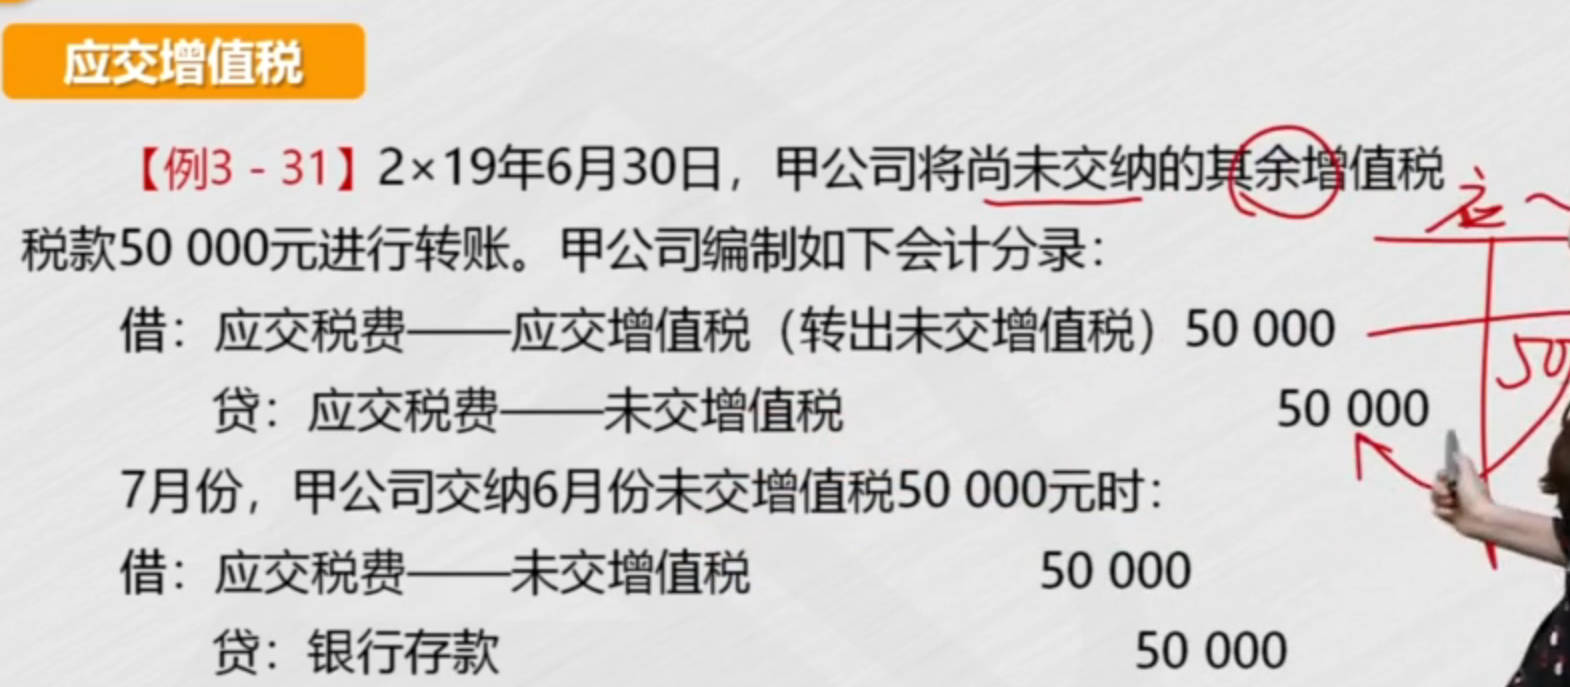 应交增值税
【例3-31】2×19年6月30日，甲公司将尚未交纳的其余增值税
税款50 000元进行转账。甲公司编制如下会计分录：
借：应交税费——应交增值税（转出未交增值税）50 000
贷：应交税费——未交增值税 50 000
7月份，甲公司交纳6月份未交增值税50 000元时：
借：应交税费——未交增值税 50 000
贷：银行存款 50 000
应
50